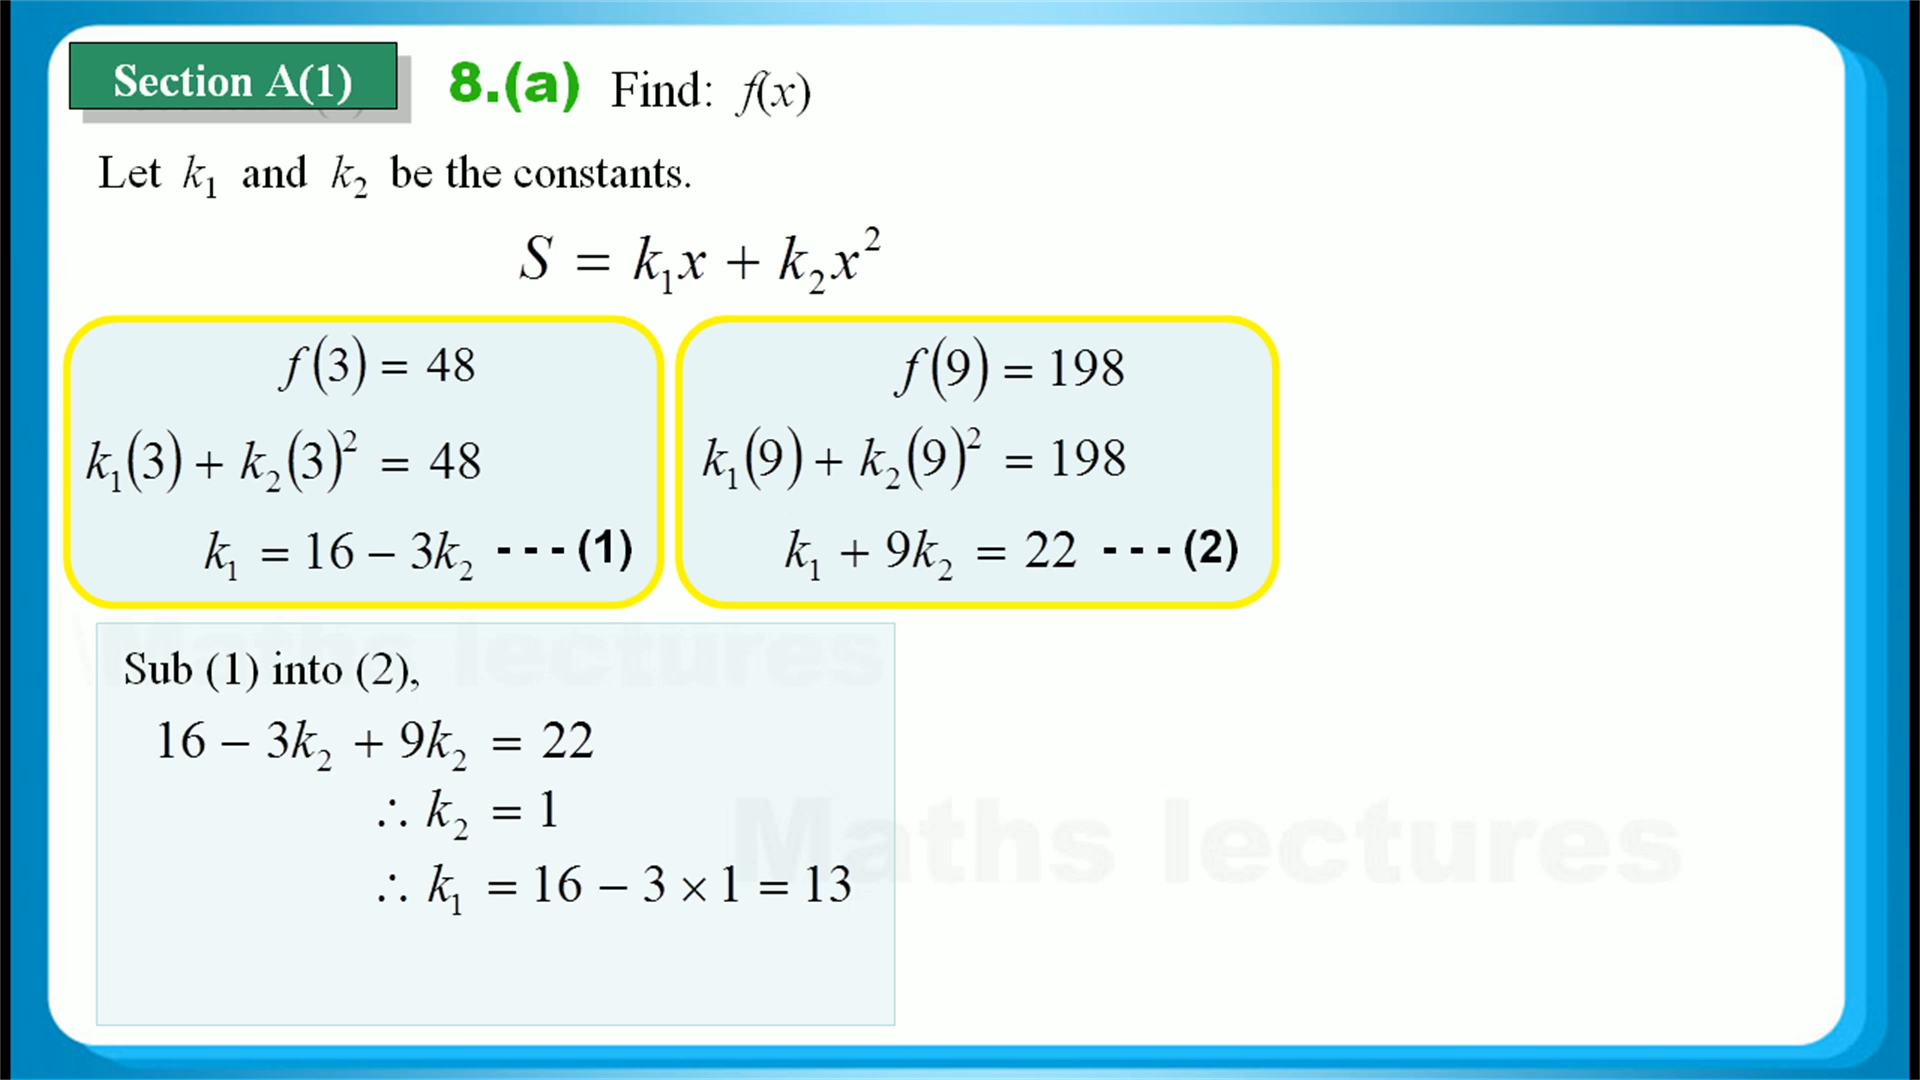 Section A(1)
8.(a) Find: f(x)
Let k₁ and k₂ be the constants.
S = k₁x + k₂x²
f(3) = 48
k₁(3) + k₂(3)² = 48
k₁ = 16 – 3k₂ - - - (1)
f(9) = 198
k₁(9) + k₂(9)² = 198
k₁ + 9k₂ = 22 - - - (2)
Maths lectures
Sub (1) into (2),
16 – 3k₂ + 9k₂ = 22
∴ k₂ = 1
∴ k₁ = 16 – 3 × 1 = 13
Maths lectures